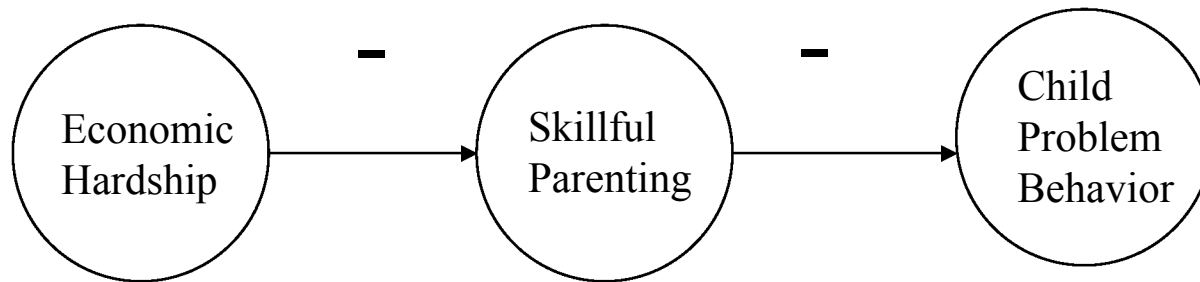 -
-
Economic
Hardship
Skillful
Parenting
Child
Problem
Behavior